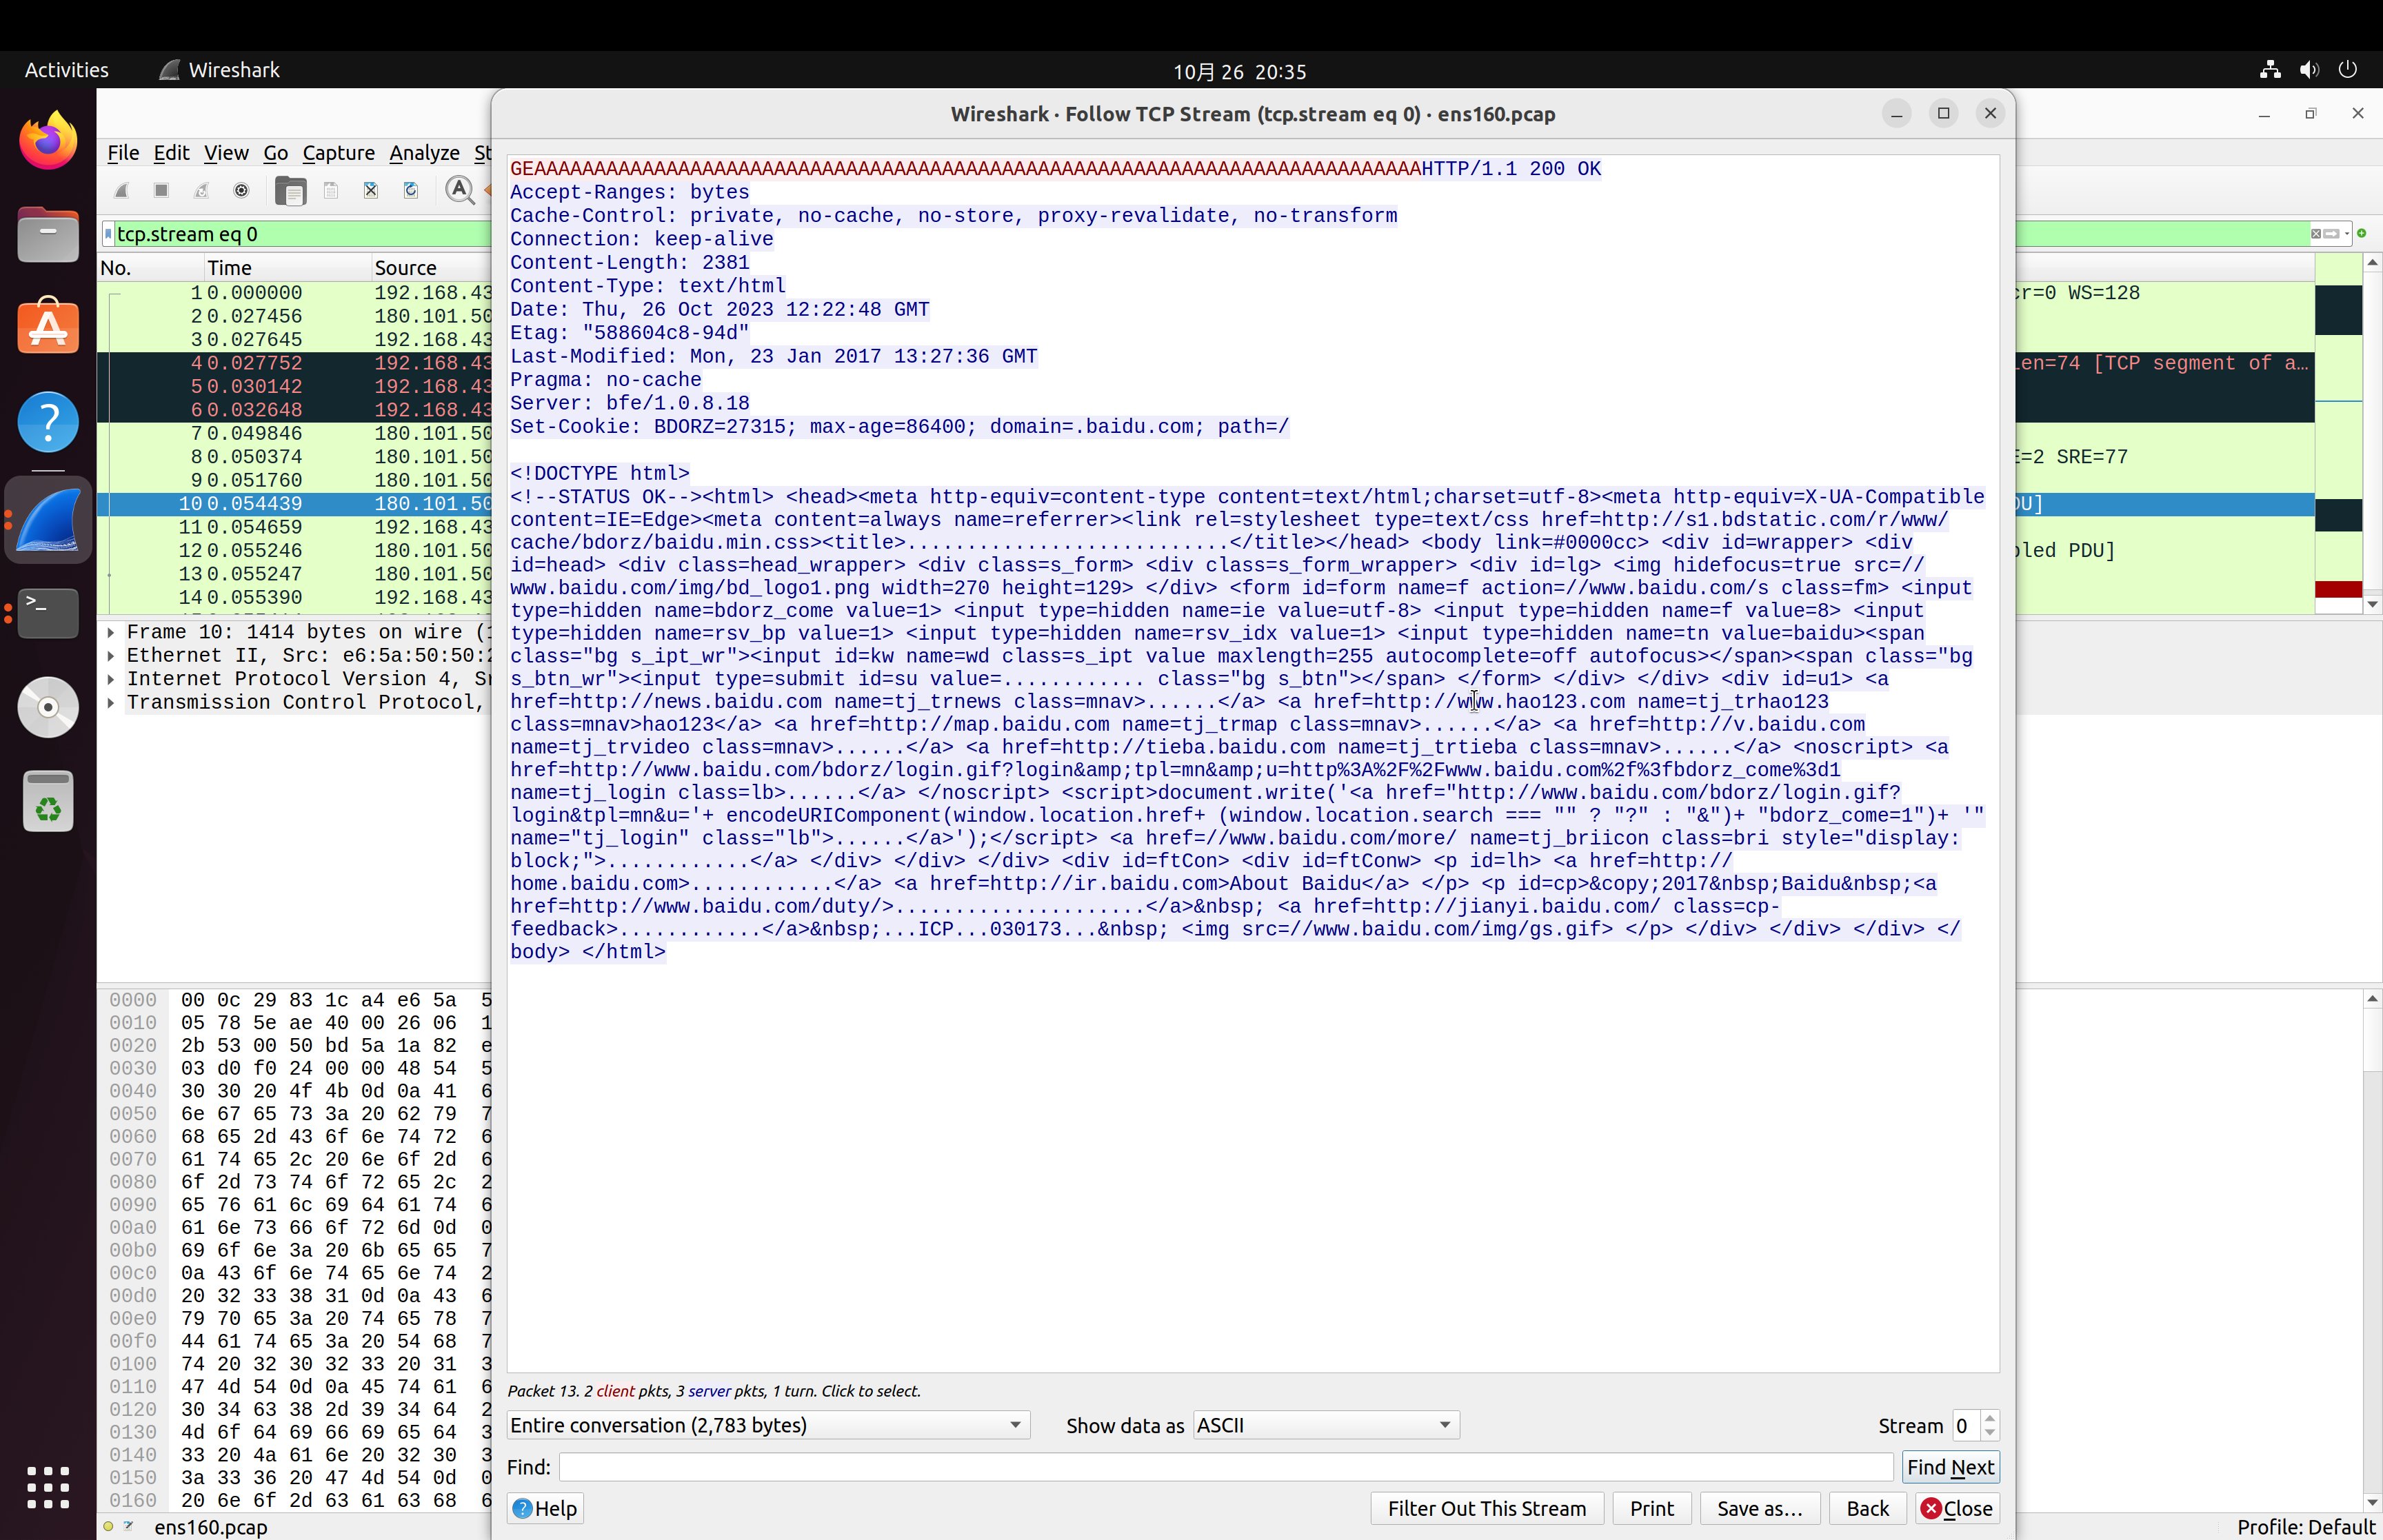 Activities
Wireshark
10月 26 20:35
Wireshark · Follow TCP Stream (tcp.stream eq 0) · ens160.pcap
File Edit View Go Capture Analyze St
tcp.stream eq 0
No. Time Source
1 0.000000 192.168.43
2 0.027456 180.101.50
3 0.027645 192.168.43
4 0.027752 192.168.43
5 0.030142 192.168.43
6 0.032648 192.168.43
7 0.049846 180.101.50
8 0.050374 180.101.50
9 0.051760 180.101.50
10 0.054439 180.101.50
11 0.054659 192.168.43
12 0.055246 180.101.50
13 0.055247 180.101.50
14 0.055390 192.168.43
cr=0 WS=128
Len=74 [TCP segment of a…
E=2 SRE=77
DU]
bled PDU]
Frame 10: 1414 bytes on wire (1
Ethernet II, Src: e6:5a:50:50:2
Internet Protocol Version 4, Sr
Transmission Control Protocol,
0000 00 0c 29 83 1c a4 e6 5a 5
0010 05 78 5e ae 40 00 26 06 1
0020 2b 53 00 50 bd 5a 1a 82 e
0030 03 d0 f0 24 00 00 48 54 5
0040 30 30 20 4f 4b 0d 0a 41 6
0050 6e 67 65 73 3a 20 62 79 7
0060 68 65 2d 43 6f 6e 74 72 6
0070 61 74 65 2c 20 6e 6f 2d 6
0080 6f 2d 73 74 6f 72 65 2c 2
0090 65 76 61 6c 69 64 61 74 6
00a0 61 6e 73 66 6f 72 6d 0d 0
00b0 69 6f 6e 3a 20 6b 65 65 7
00c0 0a 43 6f 6e 74 65 6e 74 2
00d0 20 32 33 38 31 0d 0a 43 6
00e0 79 70 65 3a 20 74 65 78 7
00f0 44 61 74 65 3a 20 54 68 7
0100 74 20 32 30 32 33 20 31 3
0110 47 4d 54 0d 0a 45 74 61 6
0120 30 34 63 38 2d 39 34 64 2
0130 4d 6f 64 69 66 69 65 64 3
0140 33 20 4a 61 6e 20 32 30 3
0150 3a 33 36 20 47 4d 54 0d 0
0160 20 6e 6f 2d 63 61 63 68 6
GEAAAAAAAAAAAAAAAAAAAAAAAAAAAAAAAAAAAAAAAAAAAAAAAAAAAAAAAAAAAAAAAAAAAAAAAAAAHTTP/1.1 200 OK
Accept-Ranges: bytes
Cache-Control: private, no-cache, no-store, proxy-revalidate, no-transform
Connection: keep-alive
Content-Length: 2381
Content-Type: text/html
Date: Thu, 26 Oct 2023 12:22:48 GMT
Etag: "588604c8-94d"
Last-Modified: Mon, 23 Jan 2017 13:27:36 GMT
Pragma: no-cache
Server: bfe/1.0.8.18
Set-Cookie: BDORZ=27315; max-age=86400; domain=.baidu.com; path=/
<!DOCTYPE html>
<!--STATUS OK--><html> <head><meta http-equiv=content-type content=text/html;charset=utf-8><meta http-equiv=X-UA-Compatible
content=IE=Edge><meta content=always name=referrer><link rel=stylesheet type=text/css href=http://s1.bdstatic.com/r/www/
cache/bdorz/baidu.min.css><title>...........................</title></head> <body link=#0000cc> <div id=wrapper> <div
id=head> <div class=head_wrapper> <div class=s_form> <div class=s_form_wrapper> <div id=lg> <img hidefocus=true src=//
www.baidu.com/img/bd_logo1.png width=270 height=129> </div> <form id=form name=f action=//www.baidu.com/s class=fm> <input
type=hidden name=bdorz_come value=1> <input type=hidden name=ie value=utf-8> <input type=hidden name=f value=8> <input
type=hidden name=rsv_bp value=1> <input type=hidden name=rsv_idx value=1> <input type=hidden name=tn value=baidu><span
class="bg s_ipt_wr"><input id=kw name=wd class=s_ipt value maxlength=255 autocomplete=off autofocus></span><span class="bg
s_btn_wr"><input type=submit id=su value=............ class="bg s_btn"></span> </form> </div> </div> <div id=u1> <a
href=http://news.baidu.com name=tj_trnews class=mnav>......</a> <a href=http://www.hao123.com name=tj_trhao123
class=mnav>hao123</a> <a href=http://map.baidu.com name=tj_trmap class=mnav>......</a> <a href=http://v.baidu.com
name=tj_trvideo class=mnav>......</a> <a href=http://tieba.baidu.com name=tj_trtieba class=mnav>......</a> <noscript> <a
href=http://www.baidu.com/bdorz/login.gif?login&amp;tpl=mn&amp;u=http%3A%2F%2Fwww.baidu.com%2f%3fbdorz_come%3d1
name=tj_login class=lb>......</a> </noscript> <script>document.write('<a href="http://www.baidu.com/bdorz/login.gif?
login&tpl=mn&u='+ encodeURIComponent(window.location.href+ (window.location.search === "" ? "?" : "&")+ "bdorz_come=1")+ '"
name="tj_login" class="lb">......</a>');</script> <a href=//www.baidu.com/more/ name=tj_briicon class=bri style="display:
block;">............</a> </div> </div> </div> <div id=ftCon> <div id=ftConw> <p id=lh> <a href=http://
home.baidu.com>............</a> <a href=http://ir.baidu.com>About Baidu</a> </p> <p id=cp>&copy;2017&nbsp;Baidu&nbsp;<a
href=http://www.baidu.com/duty/>.....................</a>&nbsp; <a href=http://jianyi.baidu.com/ class=cp-
feedback>............</a>&nbsp;...ICP...030173...&nbsp; <img src=//www.baidu.com/img/gs.gif> </p> </div> </div> </div> </
body> </html>
Packet 13. 2 client pkts, 3 server pkts, 1 turn. Click to select.
Entire conversation (2,783 bytes)
Show data as ASCII
Stream 0
Find:
Find Next
Help
Filter Out This Stream
Print
Save as…
Back
Close
ens160.pcap
Profile: Default